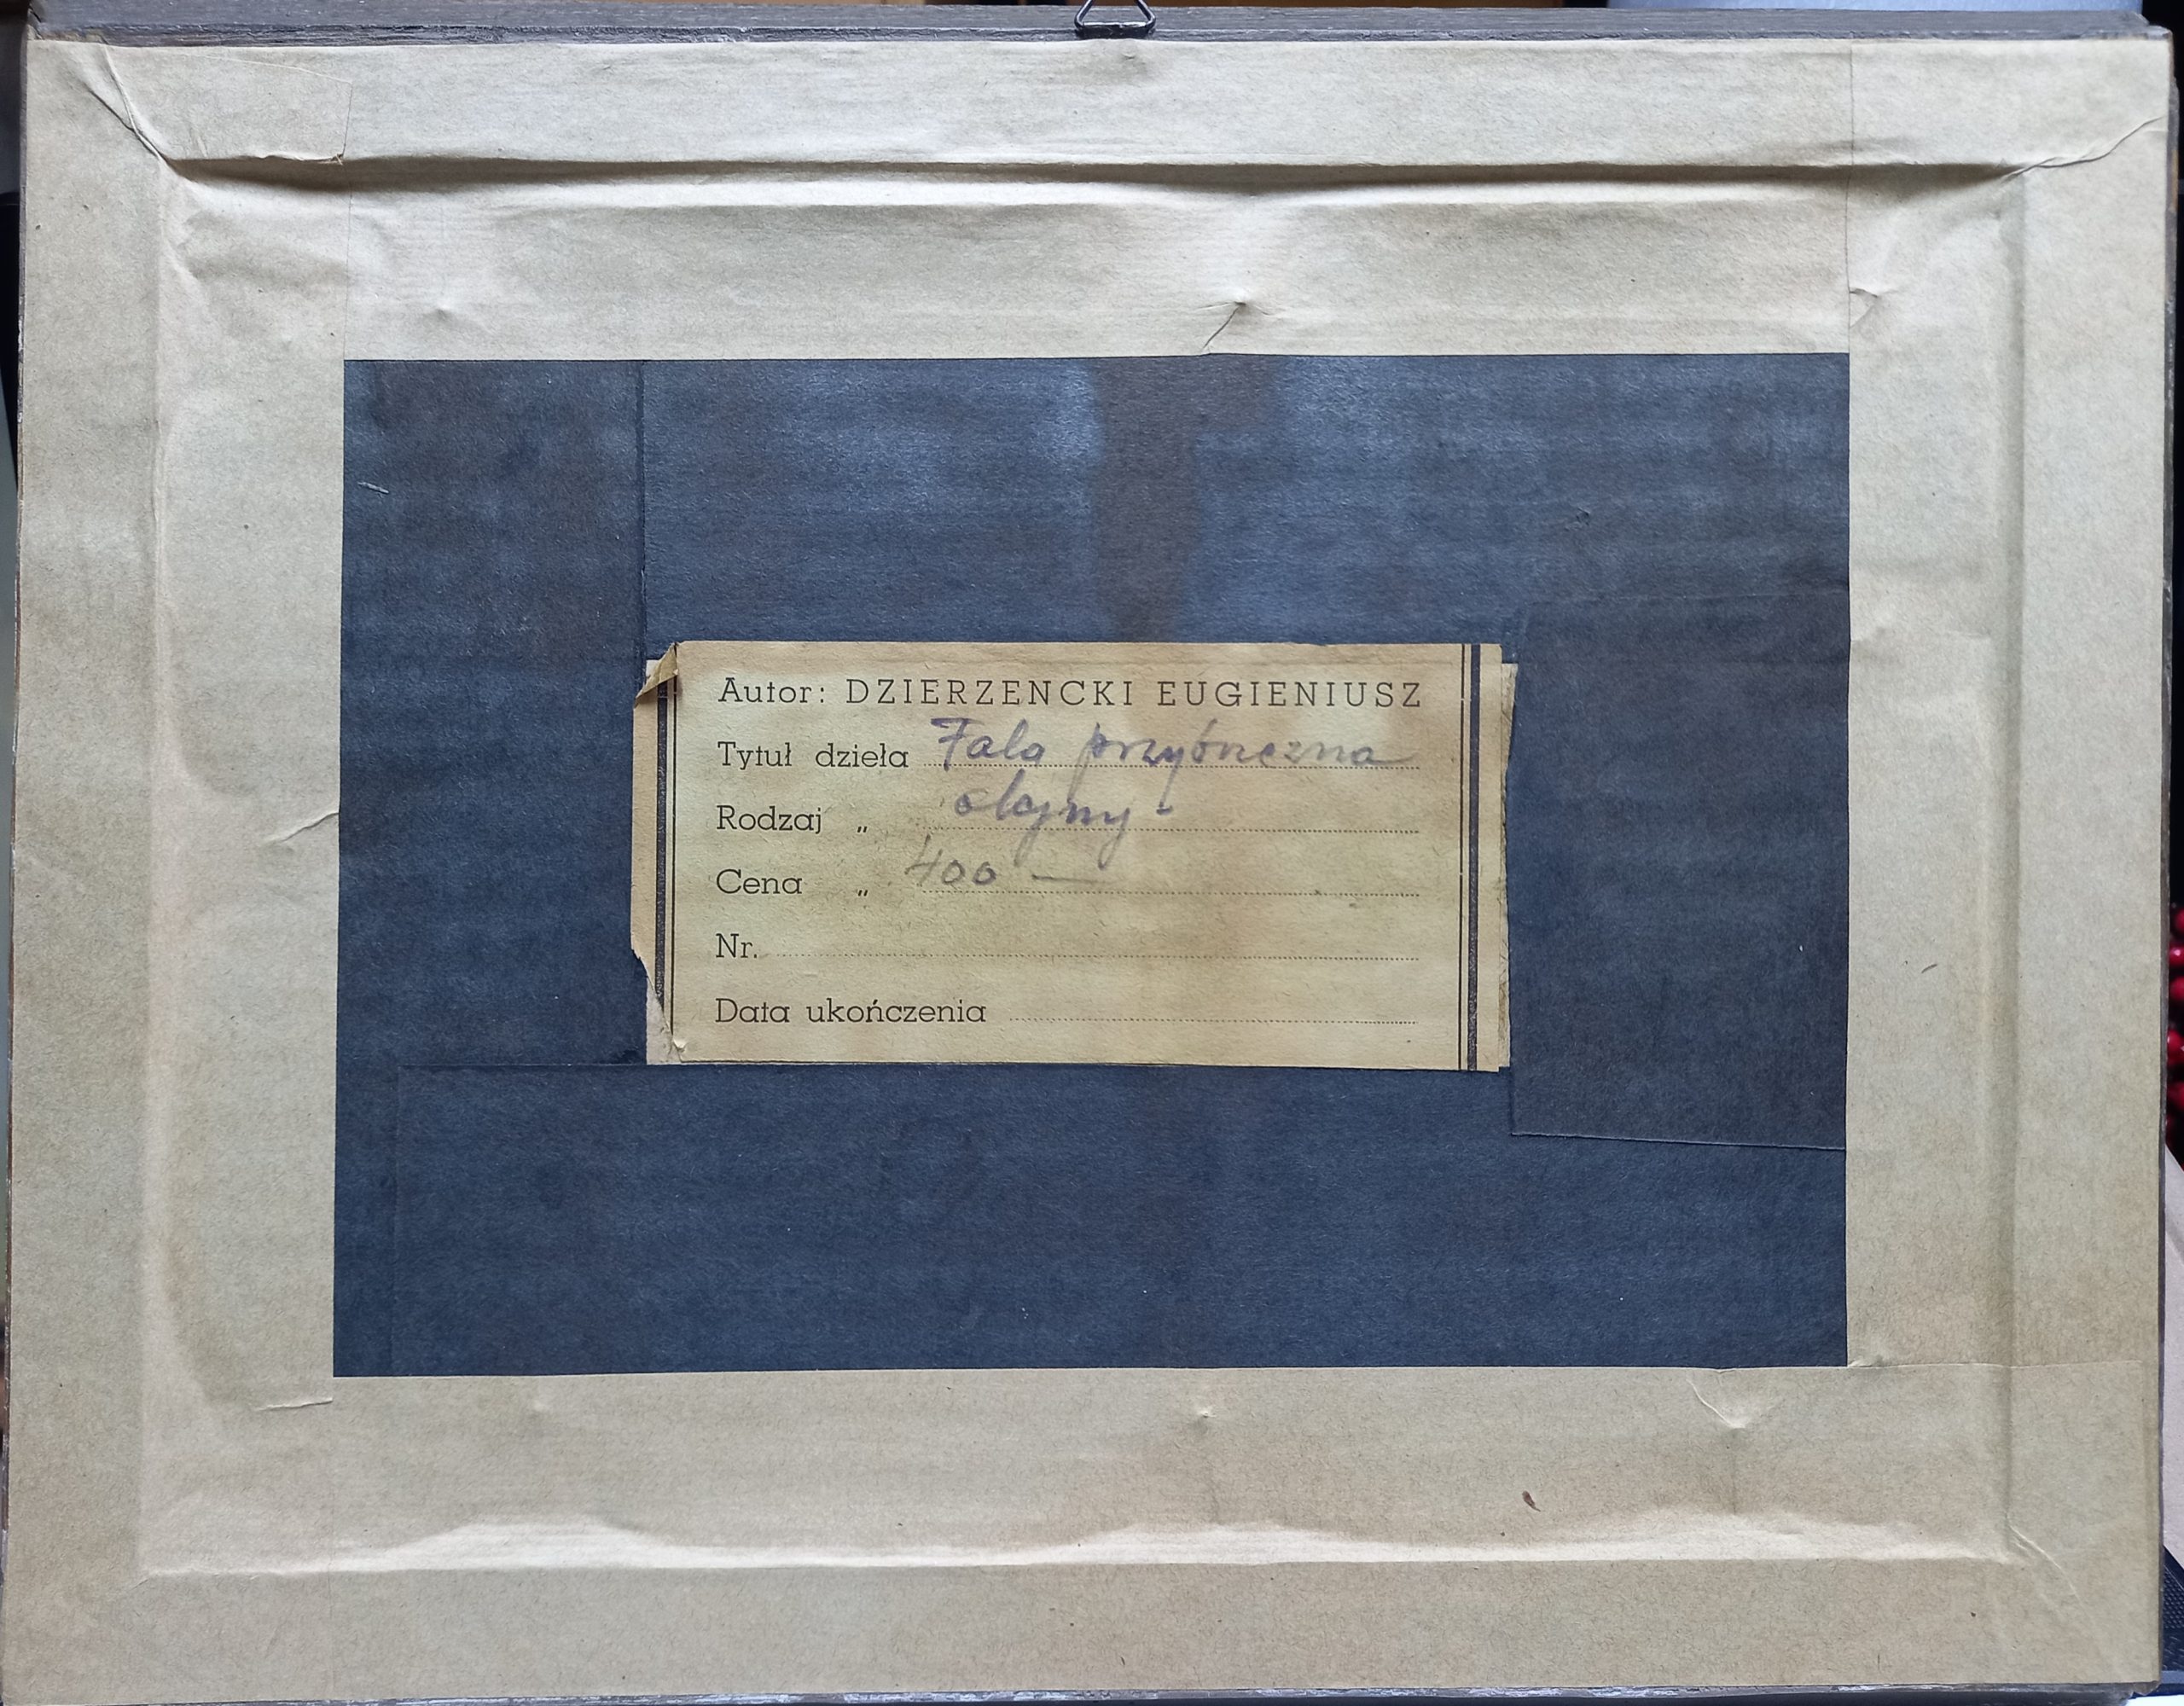 Autor: DZIERZENCKI EUGIENIUSZ
Tytuł dzieła Fala przybrzeżna
Rodzaj „ olejny -
Cena „ 400 —
Nr.
Data ukończenia